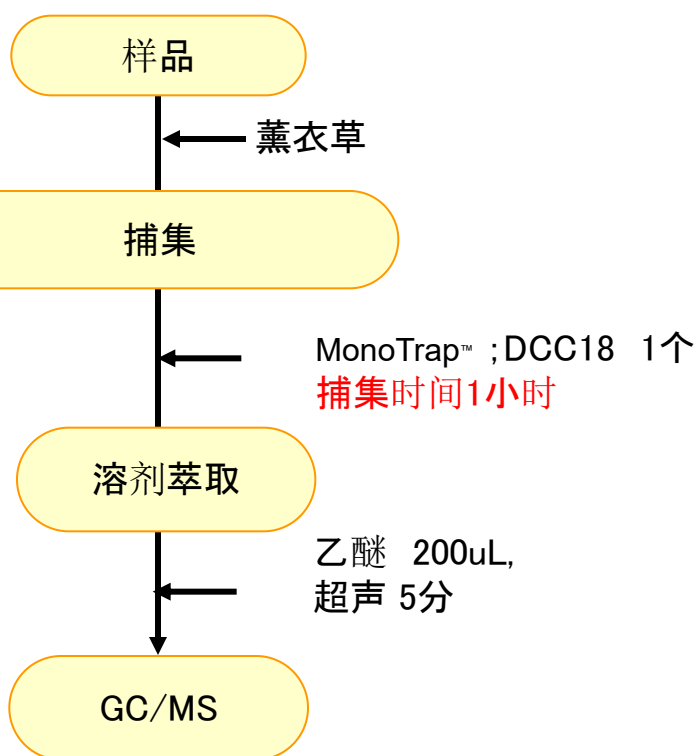 样品
薰衣草
捕集
MonoTrap™ ;DCC18 1个
捕集时间1小时
溶剂萃取
乙醚 200uL,
超声 5分
GC/MS